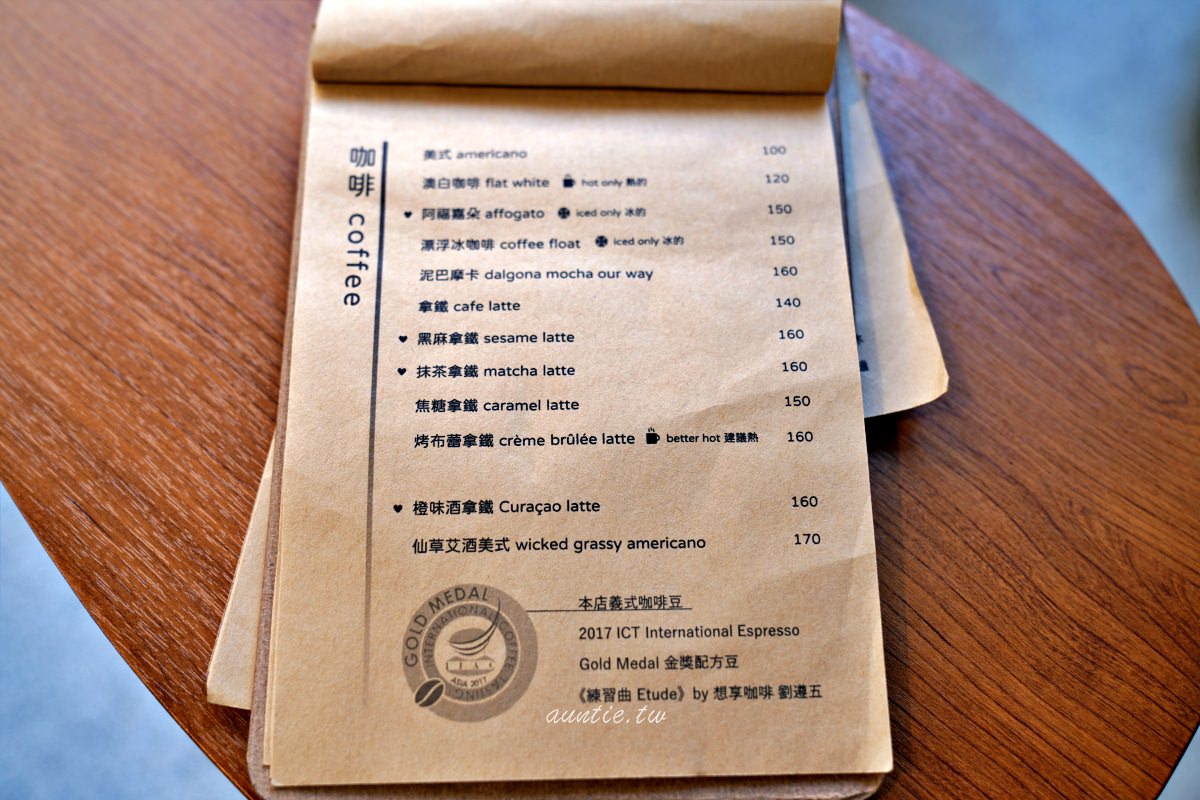 咖啡 coffee
美式 americano 100
澳白咖啡 flat white hot only 熱的 120
♥ 阿福嘉朵 affogato iced only 冰的 150
漂浮冰咖啡 coffee float iced only 冰的 150
泥巴摩卡 dalgona mocha our way 160
拿鐵 cafe latte 140
♥ 黑麻拿鐵 sesame latte 160
♥ 抹茶拿鐵 matcha latte 160
焦糖拿鐵 caramel latte 150
烤布蕾拿鐵 crème brûlée latte better hot 建議熱 160
♥ 橙味酒拿鐵 Curaçao latte 160
仙草艾酒美式 wicked grassy americano 170
GOLD MEDAL
INTERNATIONAL COFFEE TASTING
ASIA 2017
本店義式咖啡豆
2017 ICT International Espresso
Gold Medal 金獎配方豆
《練習曲 Etude》by 想享咖啡 劉遵五
auntie.tw